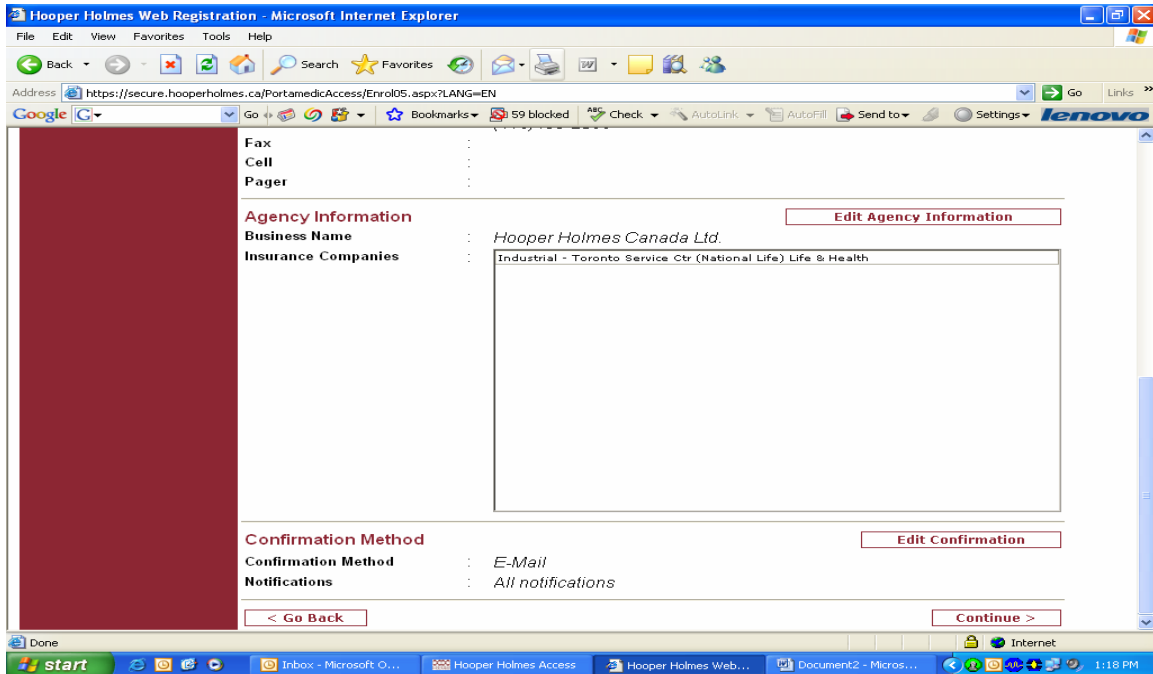 Hooper Holmes Web Registration - Microsoft Internet Explorer
File Edit View Favorites Tools Help
Back Search Favorites
Address https://secure.hooperholmes.ca/PortamedicAccess/Enrol05.aspx?LANG=EN Go Links »
Google G Go Bookmarks 59 blocked ABC Check AutoLink AutoFill Send to Settings lenovo
Fax :
Cell :
Pager :
Agency Information Edit Agency Information
Business Name : Hooper Holmes Canada Ltd.
Insurance Companies : Industrial - Toronto Service Ctr (National Life) Life & Health
Confirmation Method Edit Confirmation
Confirmation Method : E-Mail
Notifications : All notifications
< Go Back Continue >
Done Internet
start Inbox - Microsoft O... Hooper Holmes Access Hooper Holmes Web... Document2 - Micros... 1:18 PM